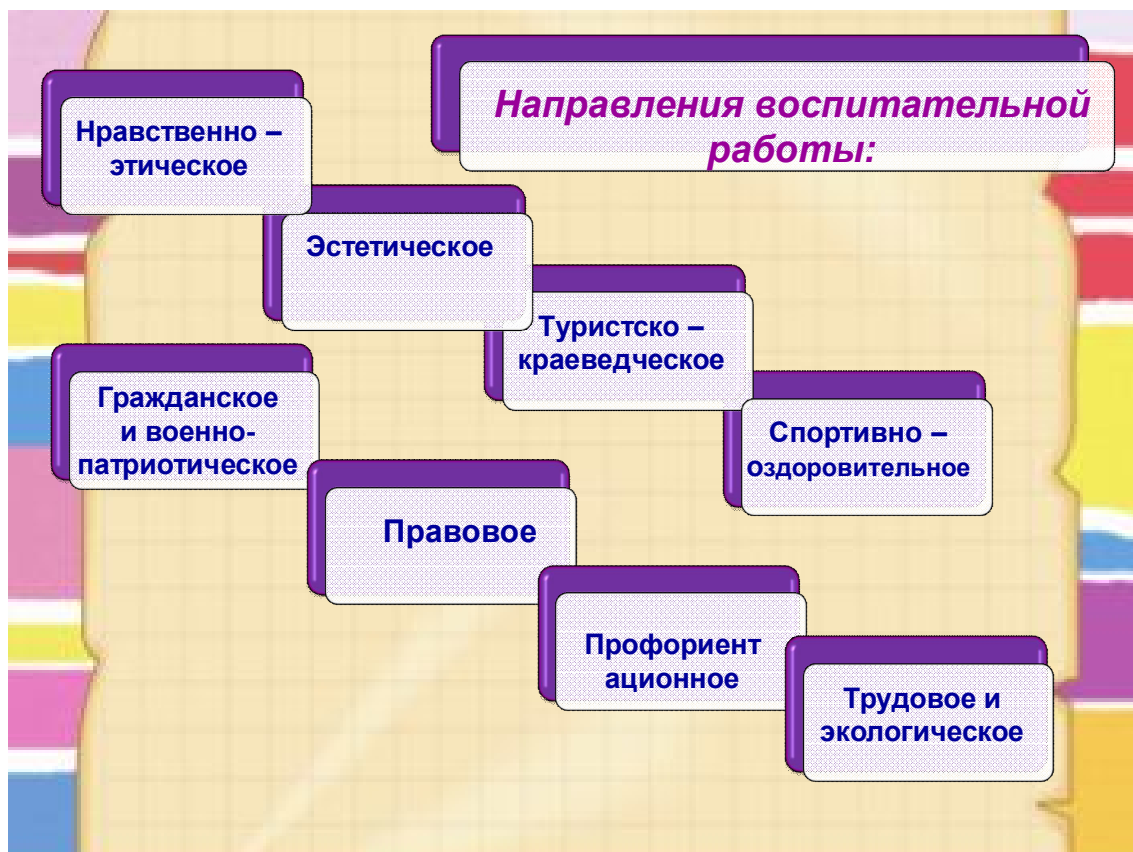 Направления воспитательной
работы:
Нравственно –
этическое
Эстетическое
Туристско –
краеведческое
Спортивно –
оздоровительное
Гражданское
и военно-
патриотическое
Правовое
Профориент
ационное
Трудовое и
экологическое